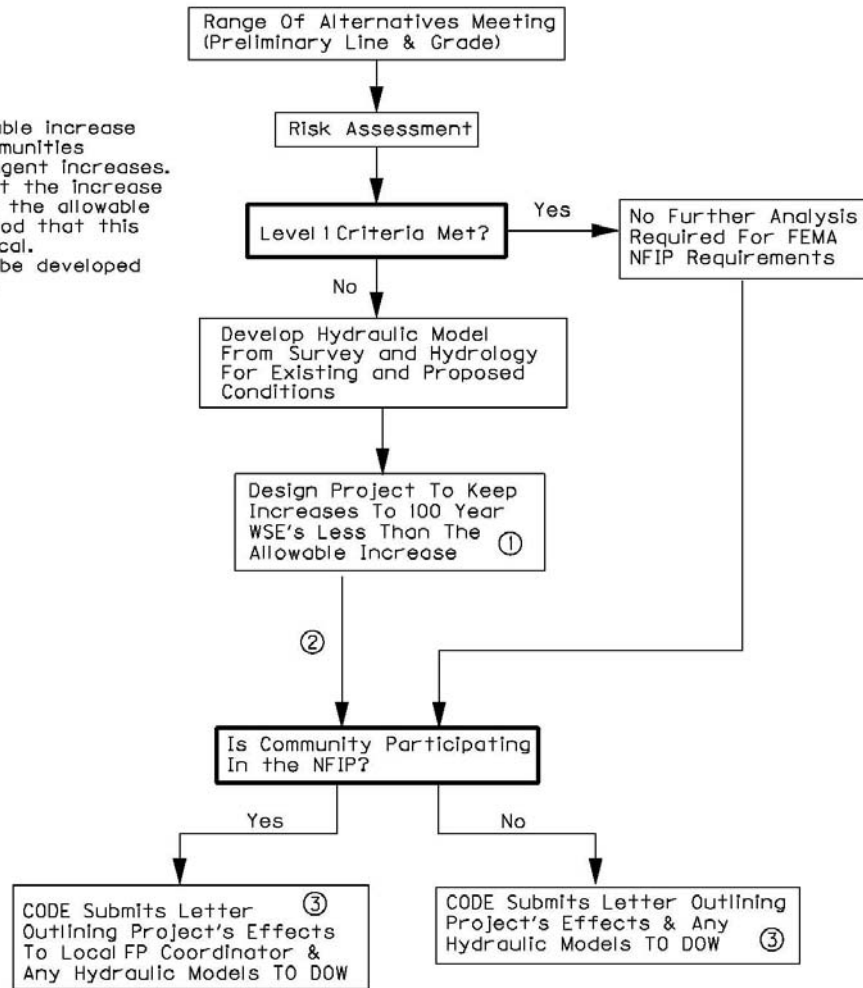 Range Of Alternatives Meeting
(Preliminary Line & Grade)
Risk Assessment
able increase
munities
gent increases.
t the increase
the allowable
od that this
cal.
be developed
Level 1 Criteria Met?
Yes
No Further Analysis
Required For FEMA
NFIP Requirements
No
Develop Hydraulic Model
From Survey and Hydrology
For Existing and Proposed
Conditions
Design Project To Keep
Increases To 100 Year
WSE's Less Than The
Allowable Increase ①
②
Is Community Participating
In the NFIP?
Yes
No
CODE Submits Letter ③
Outlining Project's Effects
To Local FP Coordinator &
Any Hydraulic Models TO DOW
CODE Submits Letter Outlining
Project's Effects & Any
Hydraulic Models TO DOW ③